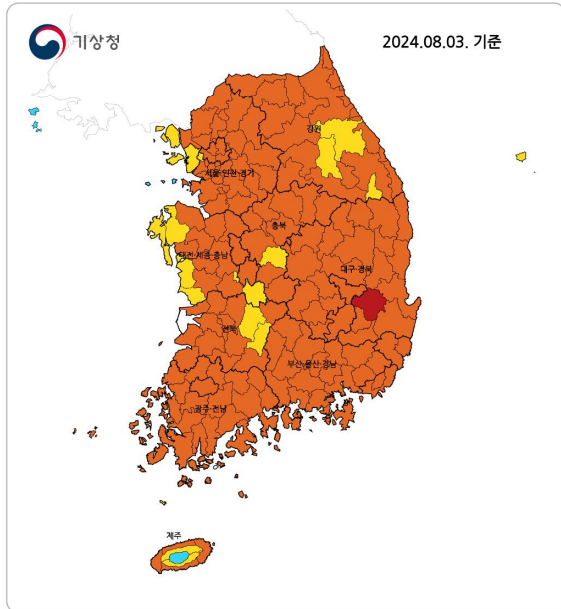 기상청
2024.08.03. 기준
강원
서울·인천·경기
충북
대전·세종·충남
대구·경북
전북
부산·울산·경남
광주·전남
제주